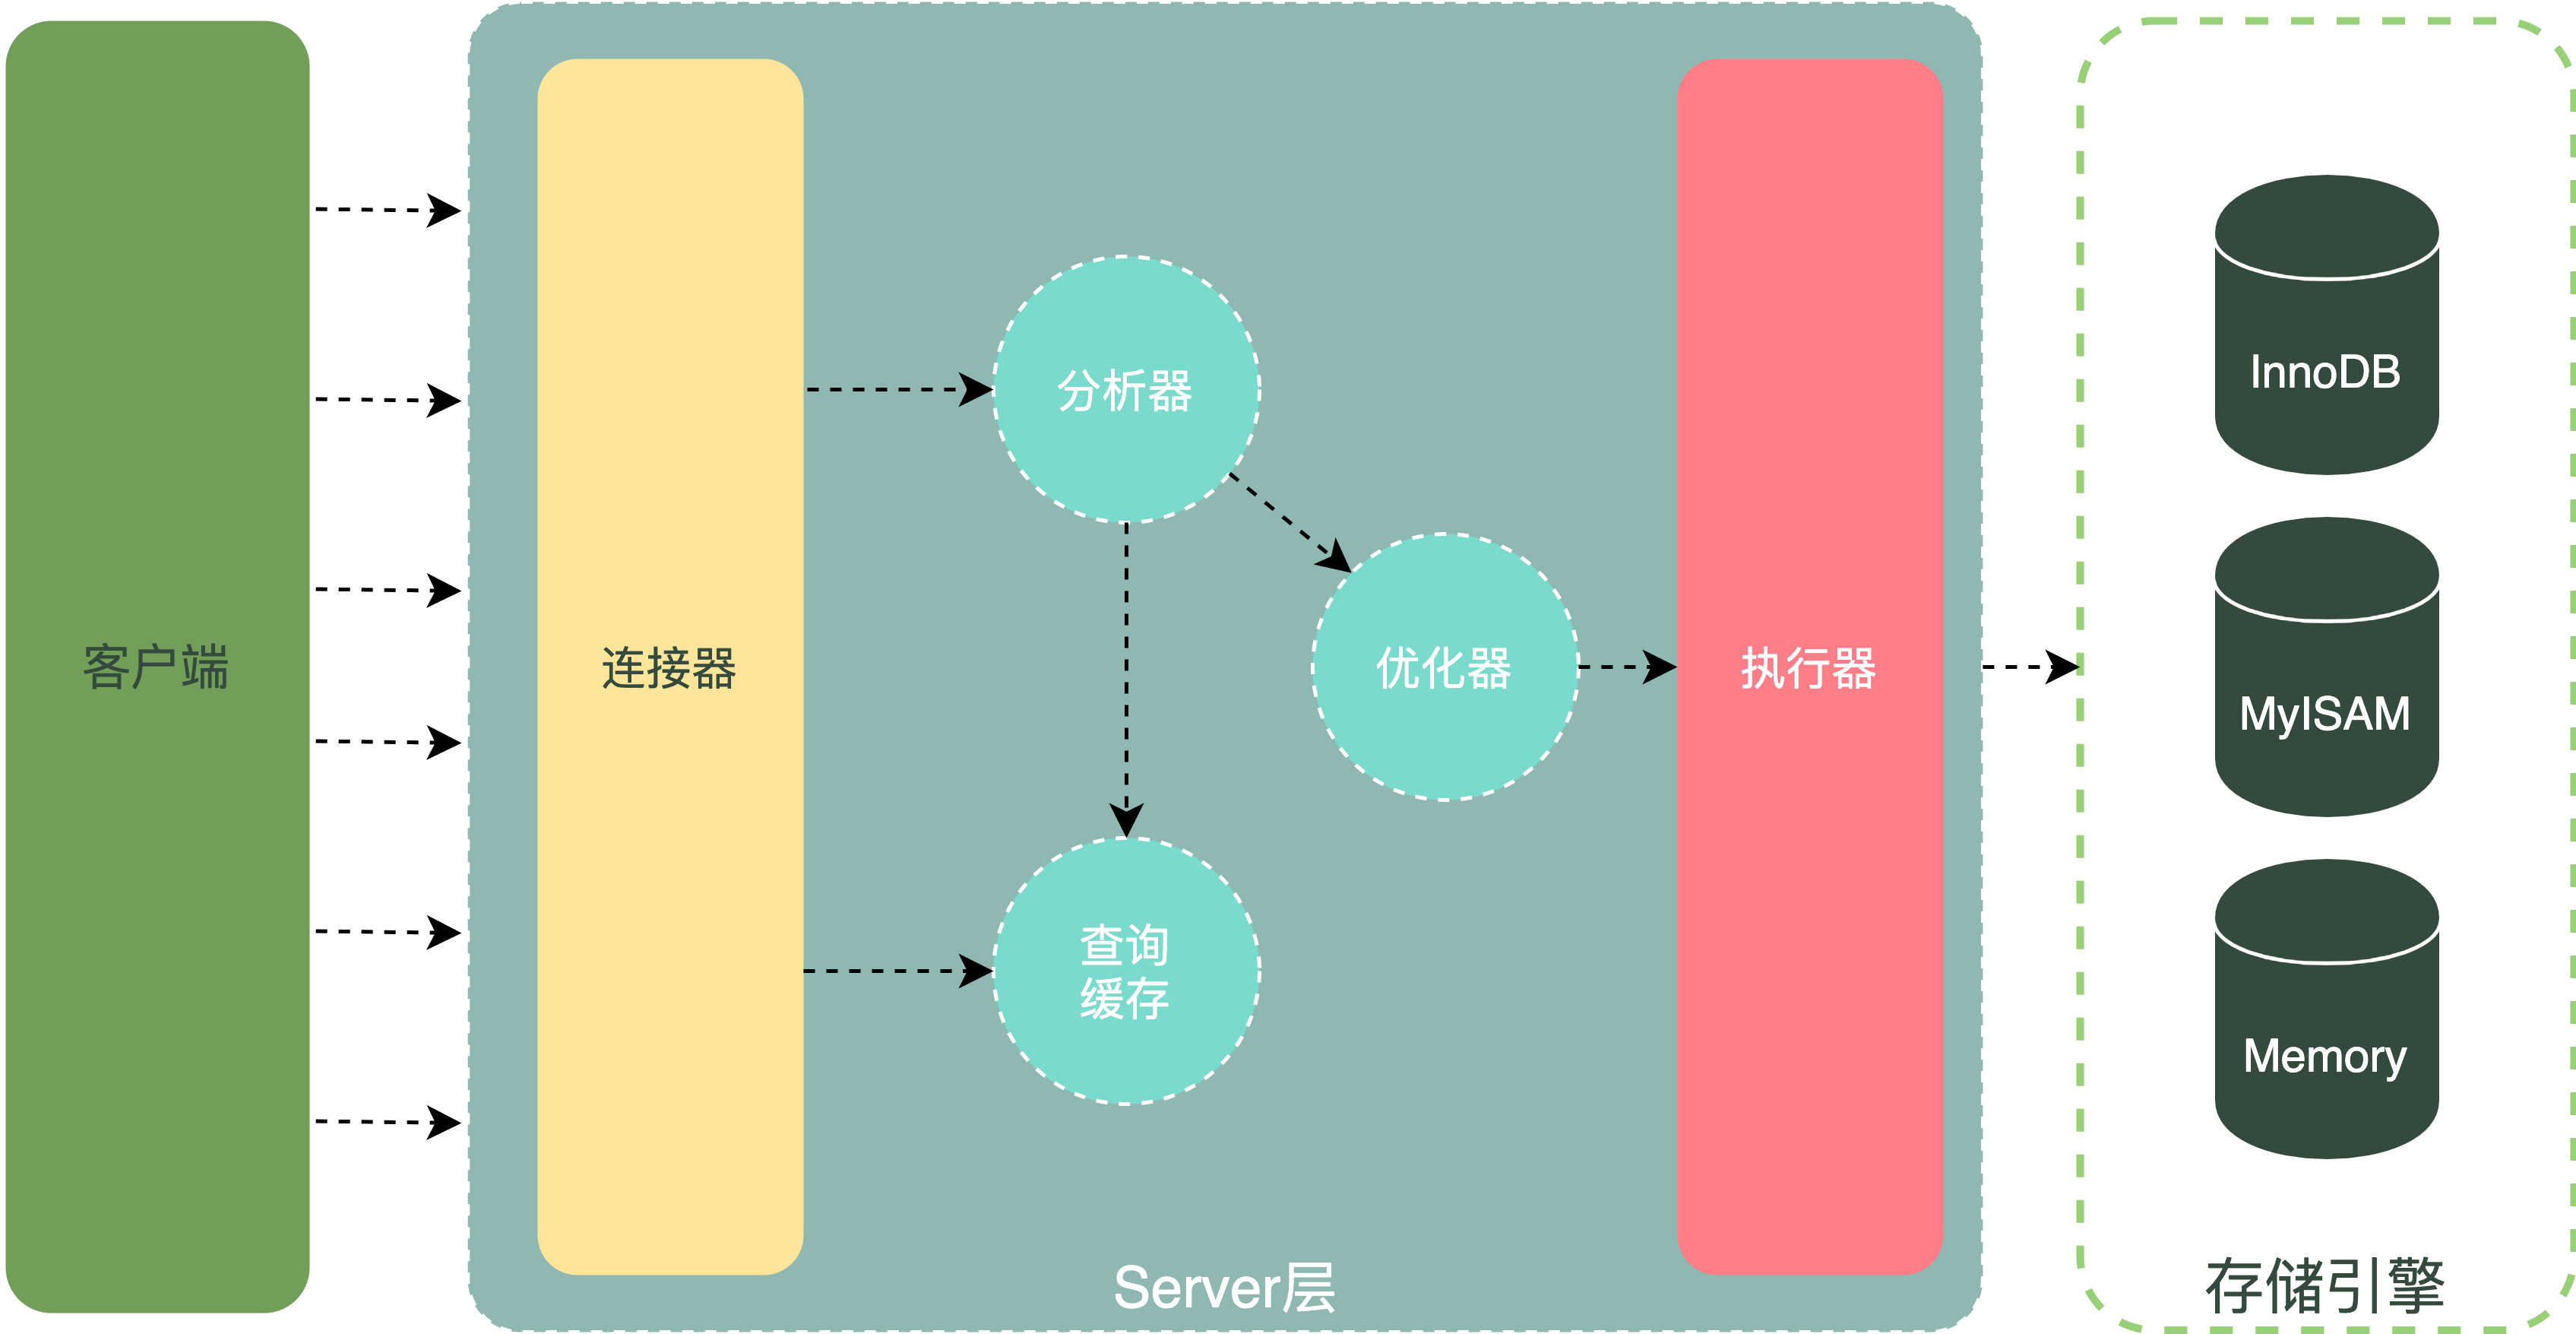 客户端
连接器
分析器
优化器
查询
缓存
执行器
Server层
InnoDB
MyISAM
Memory
存储引擎